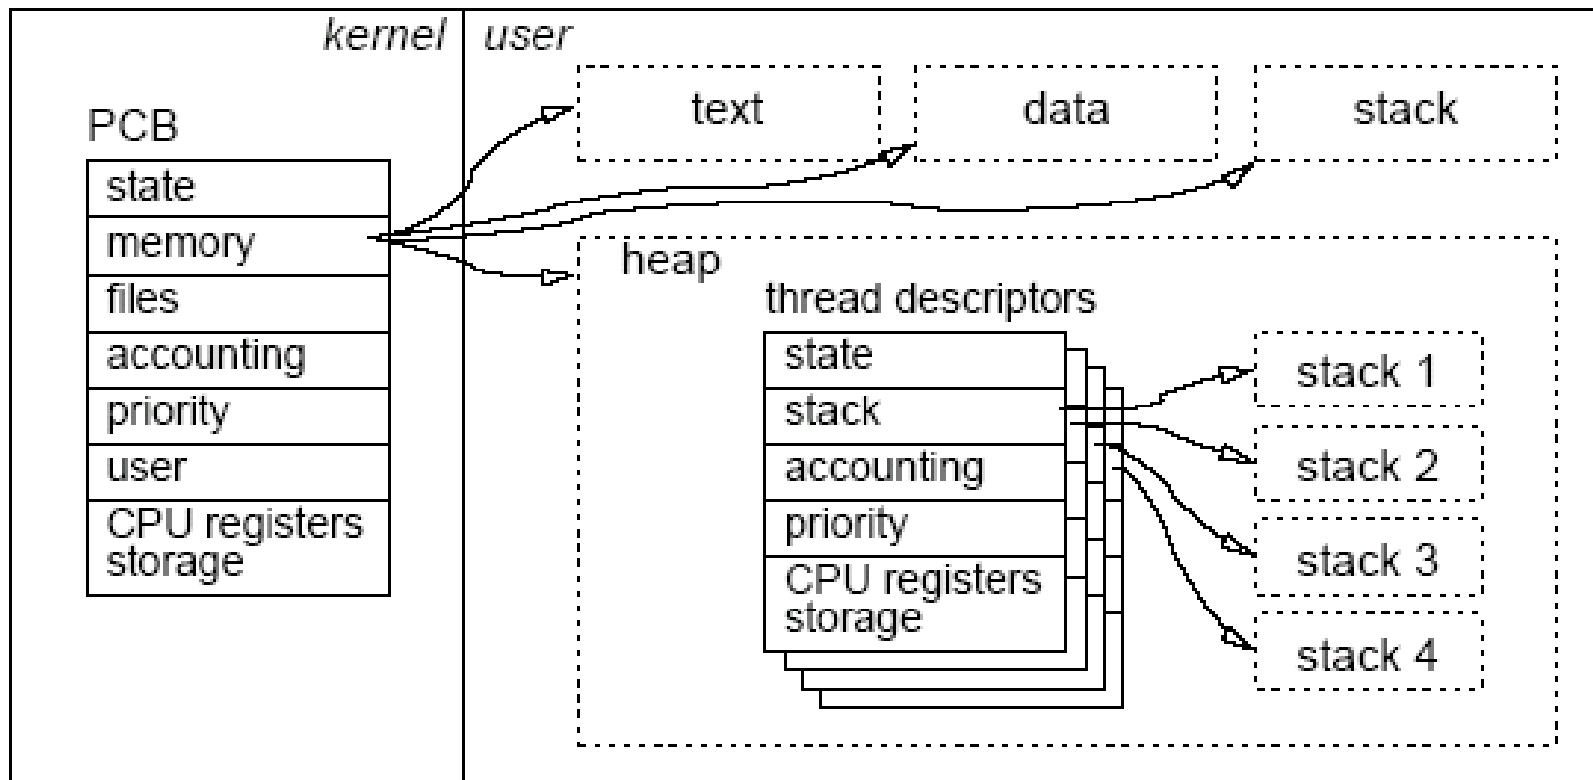 kernel
user
text
data
stack
PCB
state
memory
files
accounting
priority
user
CPU registers
storage
heap
thread descriptors
state
stack
accounting
priority
CPU registers
storage
stack 1
stack 2
stack 3
stack 4